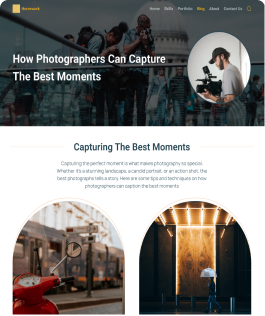 Homework
Home Skills Portfolio Blog About Contact Us
How Photographers Can Capture
The Best Moments
Capturing The Best Moments
Capturing the perfect moment is what makes photography so special.
Whether it's a stunning landscape, a candid portrait, or an action shot, the
best photographs tells a story. Here are some tips and techniques on how
photographers can caption the best moments